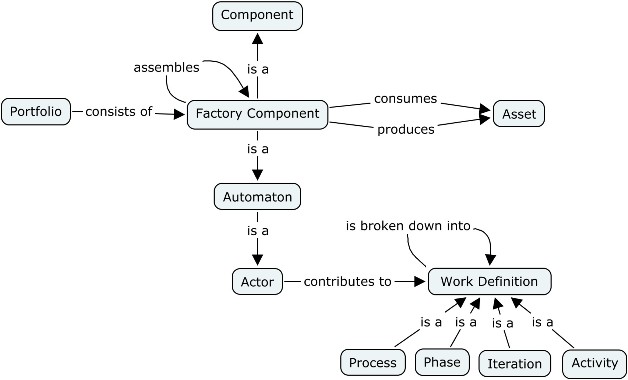 Component
assembles
is a
Portfolio
consists of
Factory Component
consumes
produces
Asset
is a
Automaton
is a
is broken down into
Actor
contributes to
Work Definition
is a
is a
is a
is a
Process
Phase
Iteration
Activity